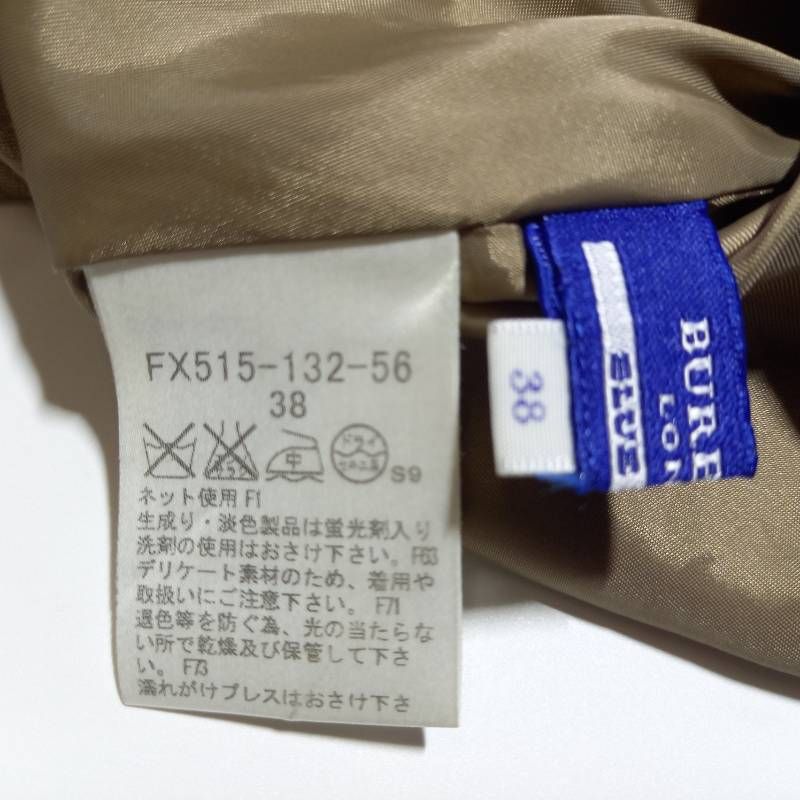 FX515-132-56
38
中 ドライ S9
ネット使用 F1
生成り・淡色製品は蛍光剤入り
洗剤の使用はおさけ下さい。F63
デリケート素材のため、着用や
取扱いにご注意下さい。 F71
退色等を防ぐ為、光の当たらな
い所で乾燥及び保管して下さ
い。 F73
濡れがけプレスはおさけ下さ
38
BURB
LON
BLUE